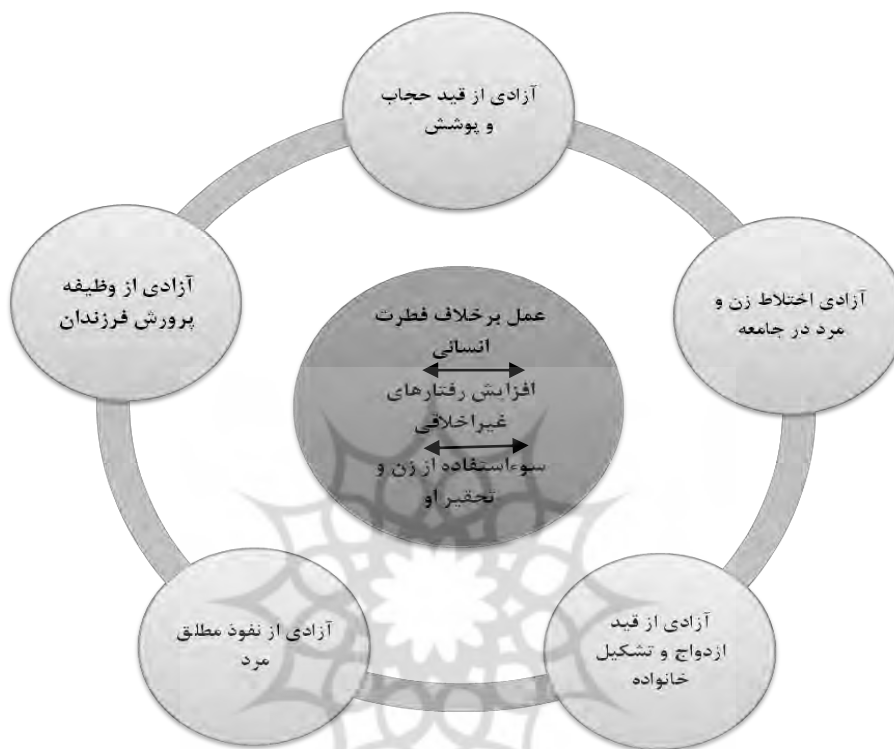 آزادی از قید حجاب
و پوشش
آزادی اختلاط زن و
مرد در جامعه
آزادی از قید
ازدواج و تشکیل
خانواده
آزادی از نفوذ مطلق
مرد
آزادی از وظیفه
پرورش فرزندان
عمل برخلاف فطرت
انسانی
افزایش رفتارهای
غیراخلاقی
سوءاستفاده از زن و
تحقیر او